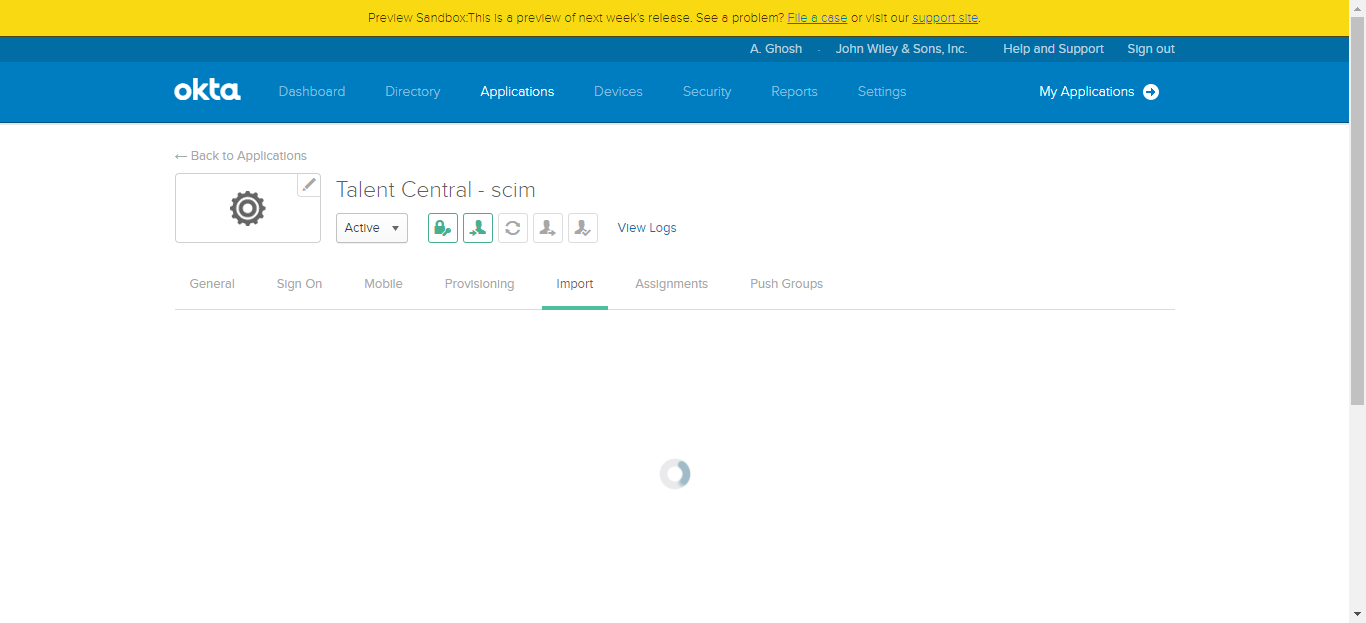 Preview Sandbox:This is a preview of next week's release. See a problem? File a case or visit our support site.
A. Ghosh · John Wiley & Sons, Inc. Help and Support Sign out
okta Dashboard Directory Applications Devices Security Reports Settings My Applications
← Back to Applications
Talent Central - scim
Active View Logs
General Sign On Mobile Provisioning Import Assignments Push Groups